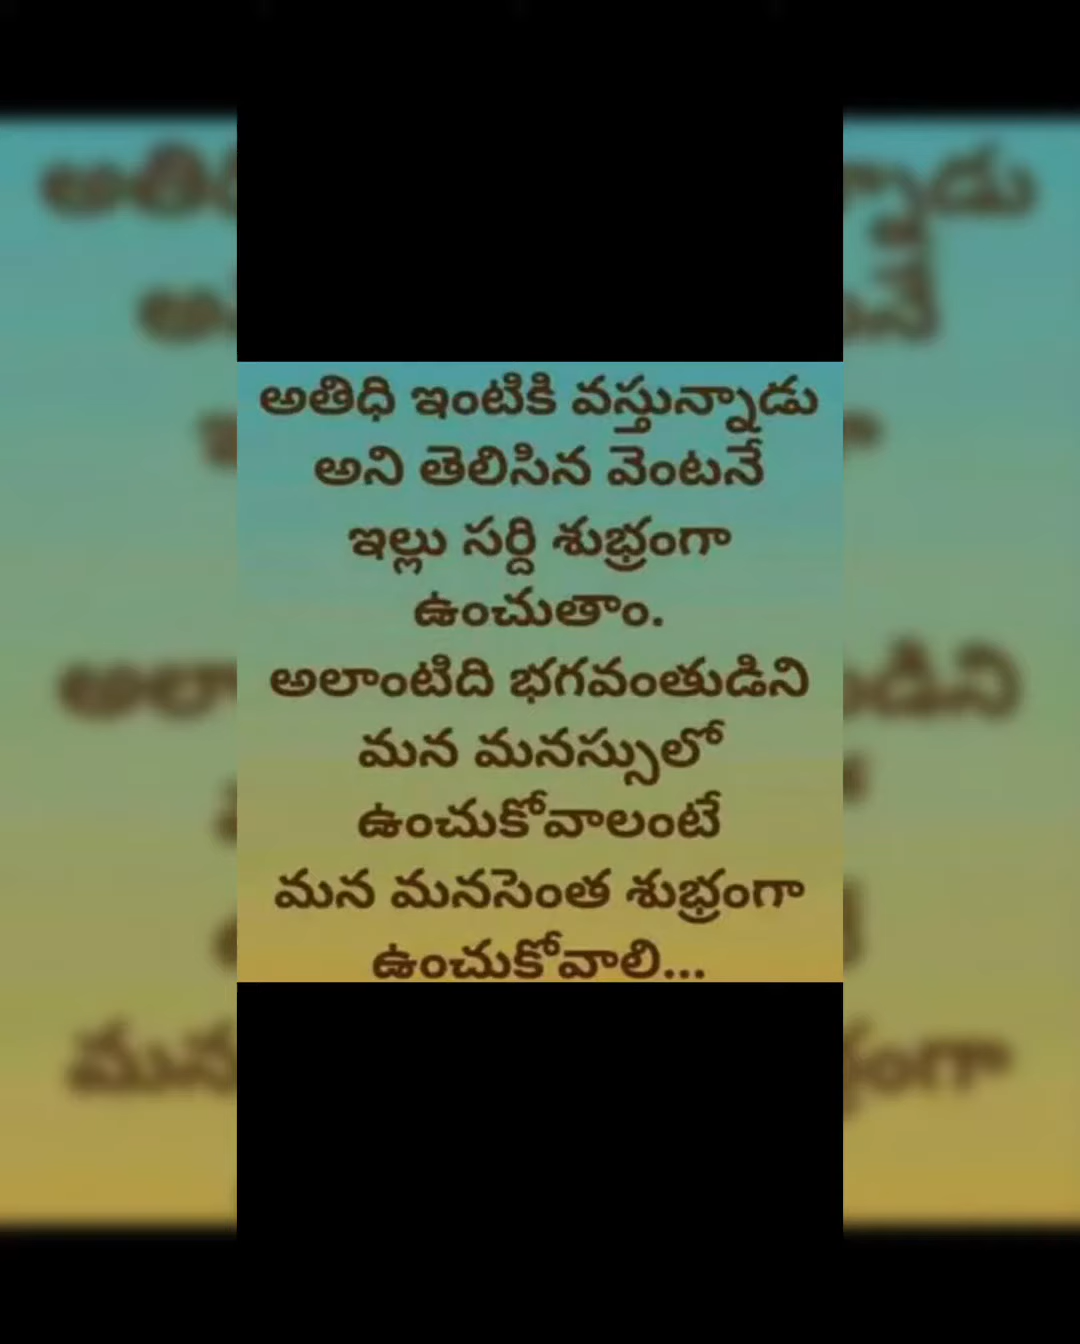 అతిధి ఇంటికి వస్తున్నాడు
అని తెలిసిన వెంటనే
ఇల్లు సర్ది శుభ్రంగా
ఉంచుతాం.
అలాంటిది భగవంతుడిని
మన మనస్సులో
ఉంచుకోవాలంటే
మన మనసెంత శుభ్రంగా
ఉంచుకోవాలి...